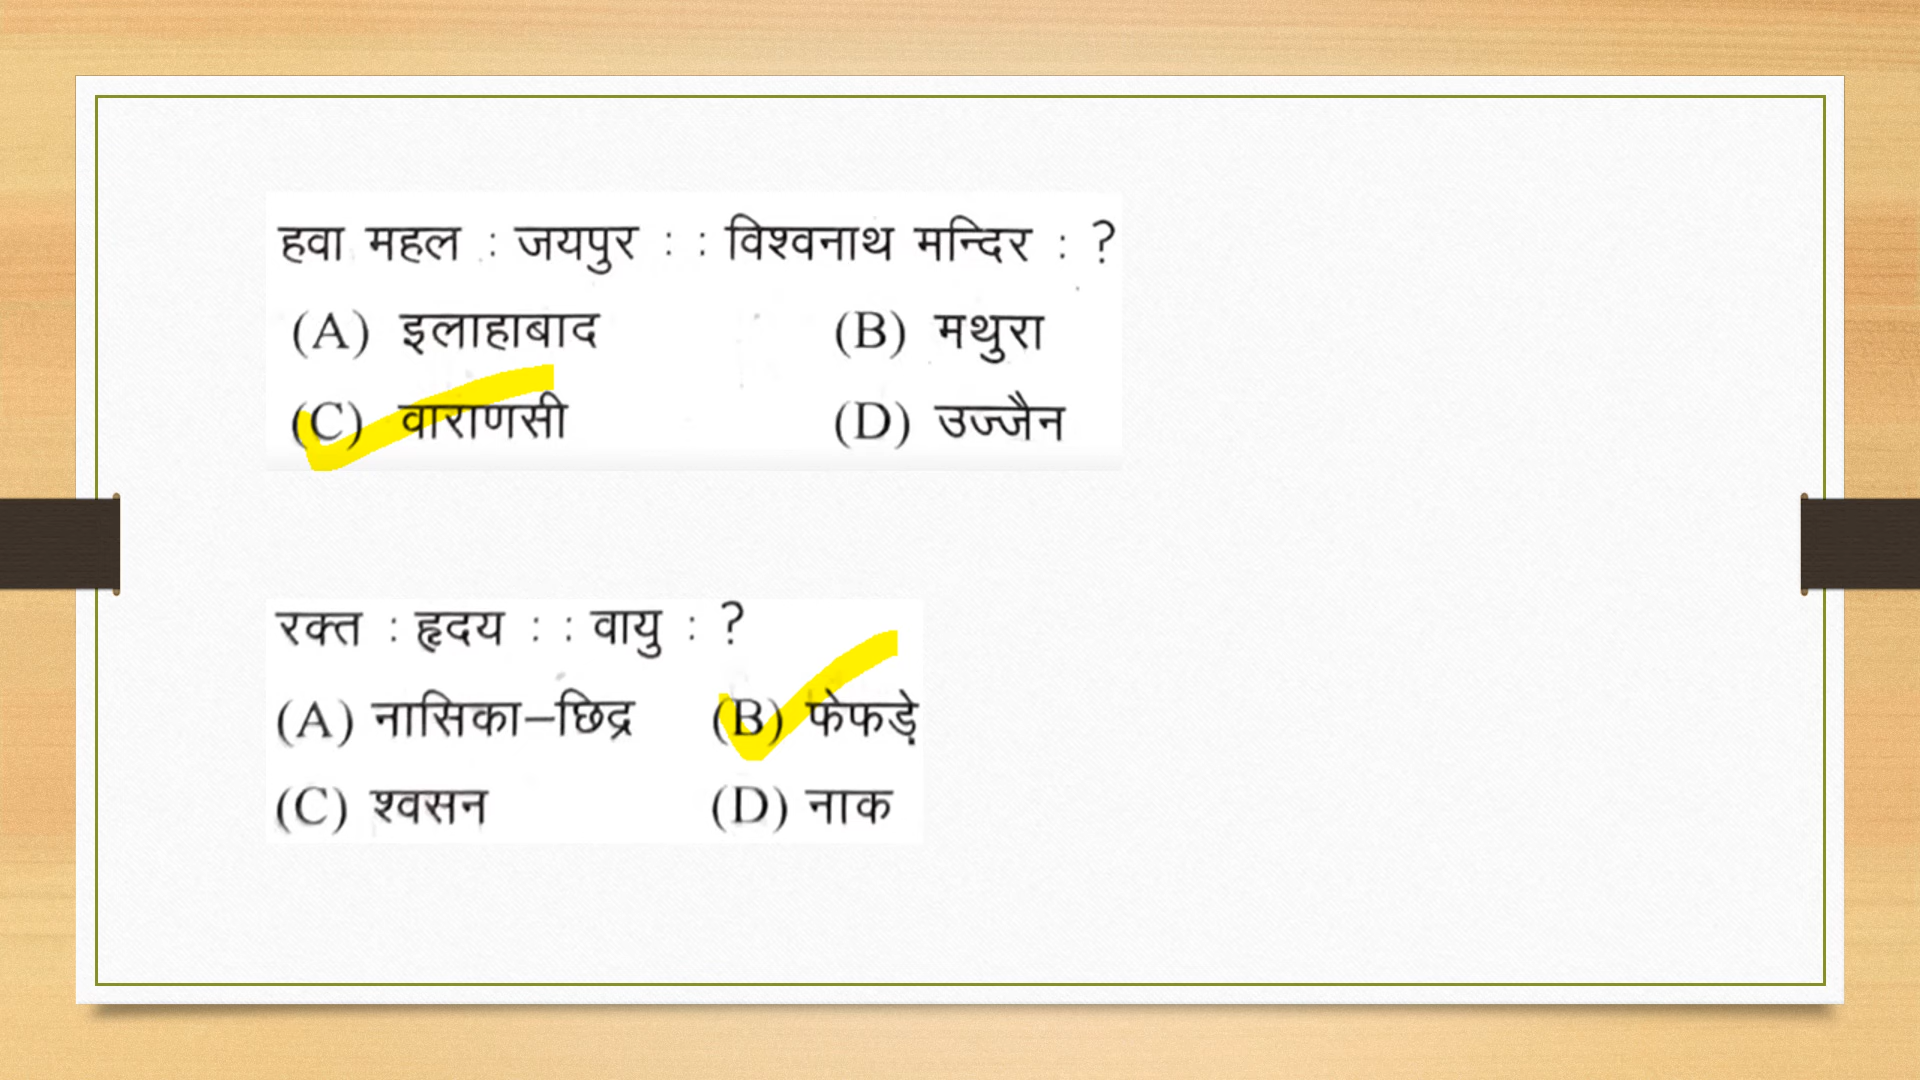 हवा महल : जयपुर : : विश्वनाथ मन्दिर : ?
(A) इलाहाबाद (B) मथुरा
(C) वाराणसी (D) उज्जैन
रक्त : हृदय : : वायु : ?
(A) नासिका–छिद्र (B) फेफड़े
(C) श्वसन (D) नाक